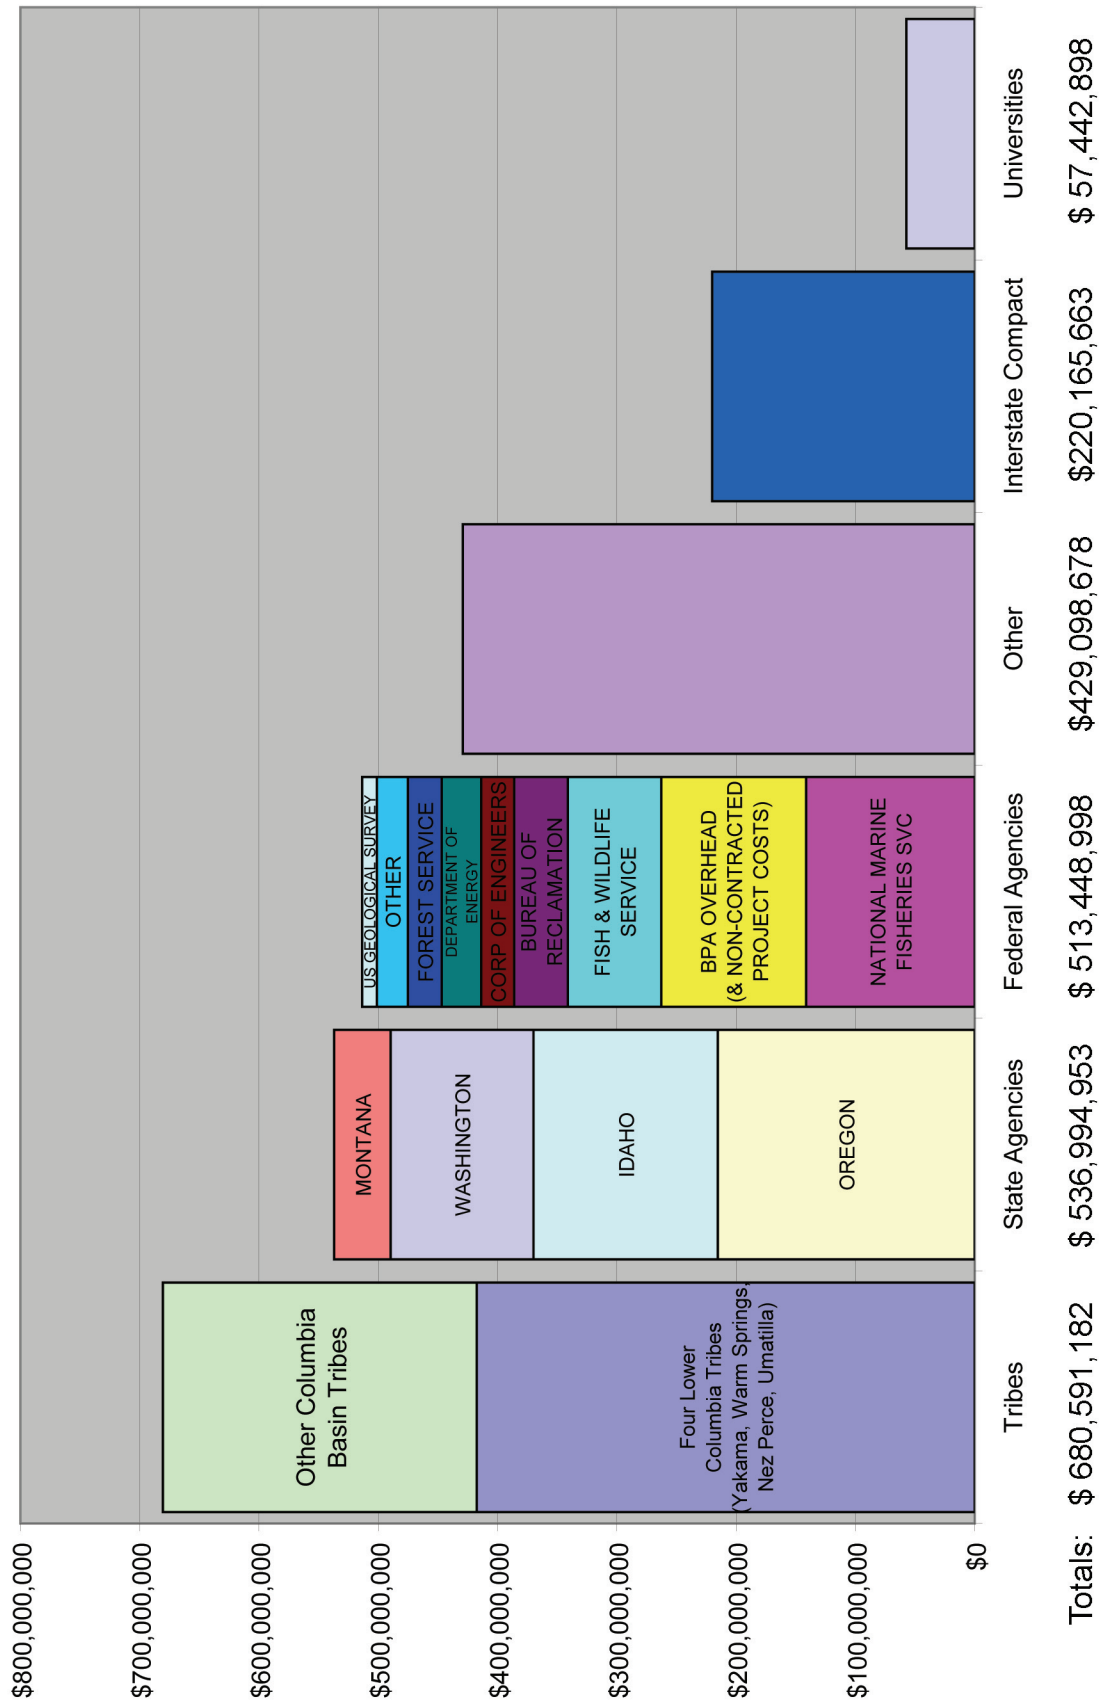 $800,000,000
$700,000,000
$600,000,000
$500,000,000
$400,000,000
$300,000,000
$200,000,000
$100,000,000
$0
Other Columbia
Basin Tribes
Four Lower
Columbia Tribes
(Yakama, Warm Springs,
Nez Perce, Umatilla)
MONTANA
WASHINGTON
IDAHO
OREGON
US GEOLOGICAL SURVEY
OTHER
FOREST SERVICE
DEPARTMENT OF
ENERGY
CORP OF ENGINEERS
BUREAU OF
RECLAMATION
FISH & WILDLIFE
SERVICE
BPA OVERHEAD
(& NON-CONTRACTED
PROJECT COSTS)
NATIONAL MARINE
FISHERIES SVC
Tribes State Agencies Federal Agencies Other Interstate Compact Universities
Totals: $ 680,591,182 $ 536,994,953 $ 513,448,998 $429,098,678 $220,165,663 $ 57,442,898